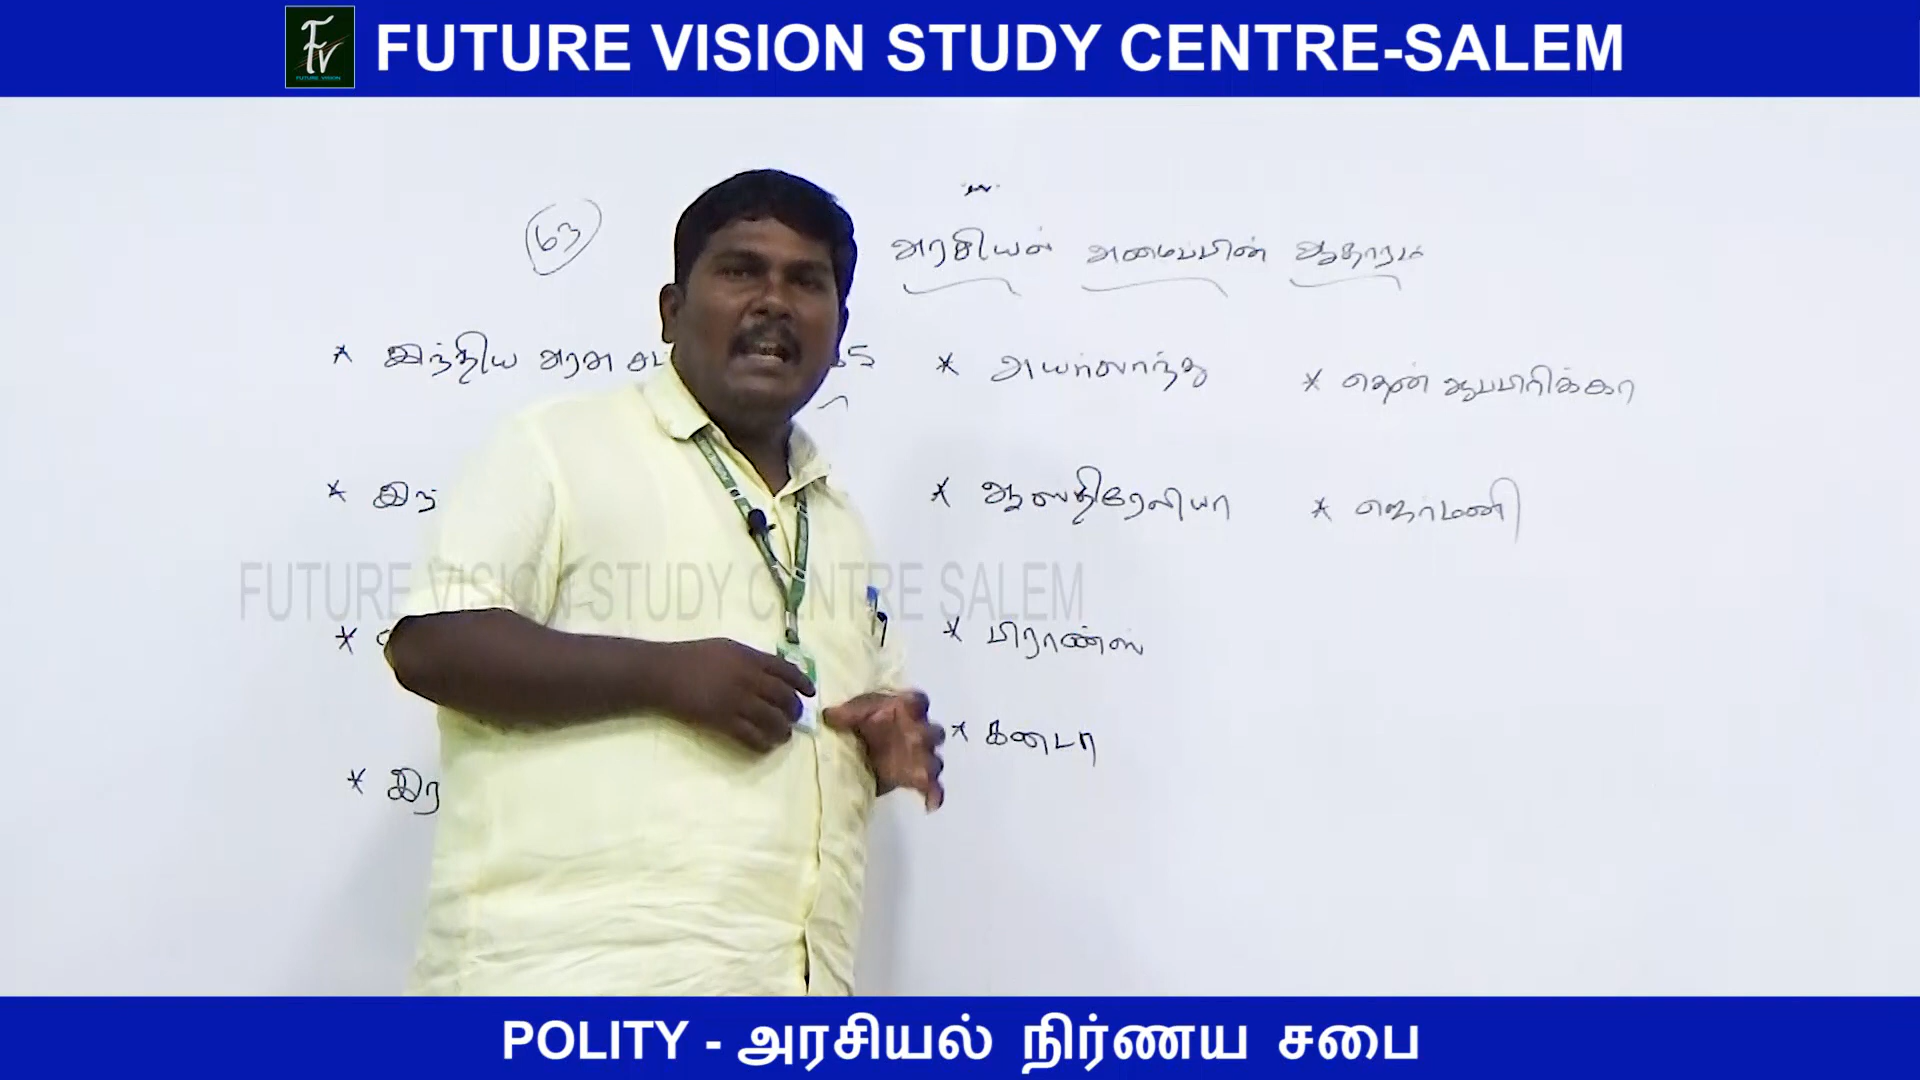 FV
FUTURE VISION
FUTURE VISION STUDY CENTRE-SALEM
63
அரசியல் அமைப்பின் ஆதாரம்
* இந்திய அரசு
* அயர்லாந்து
* தென் ஆப்பிரிக்கா
*
* ஆஸ்திரேலியா
* ஜெர்மனி
FUTURE VISION STUDY CENTRE SALEM
*
* பிரான்ஸ்
* கனடா
*
POLITY - அரசியல் நிர்ணய சபை